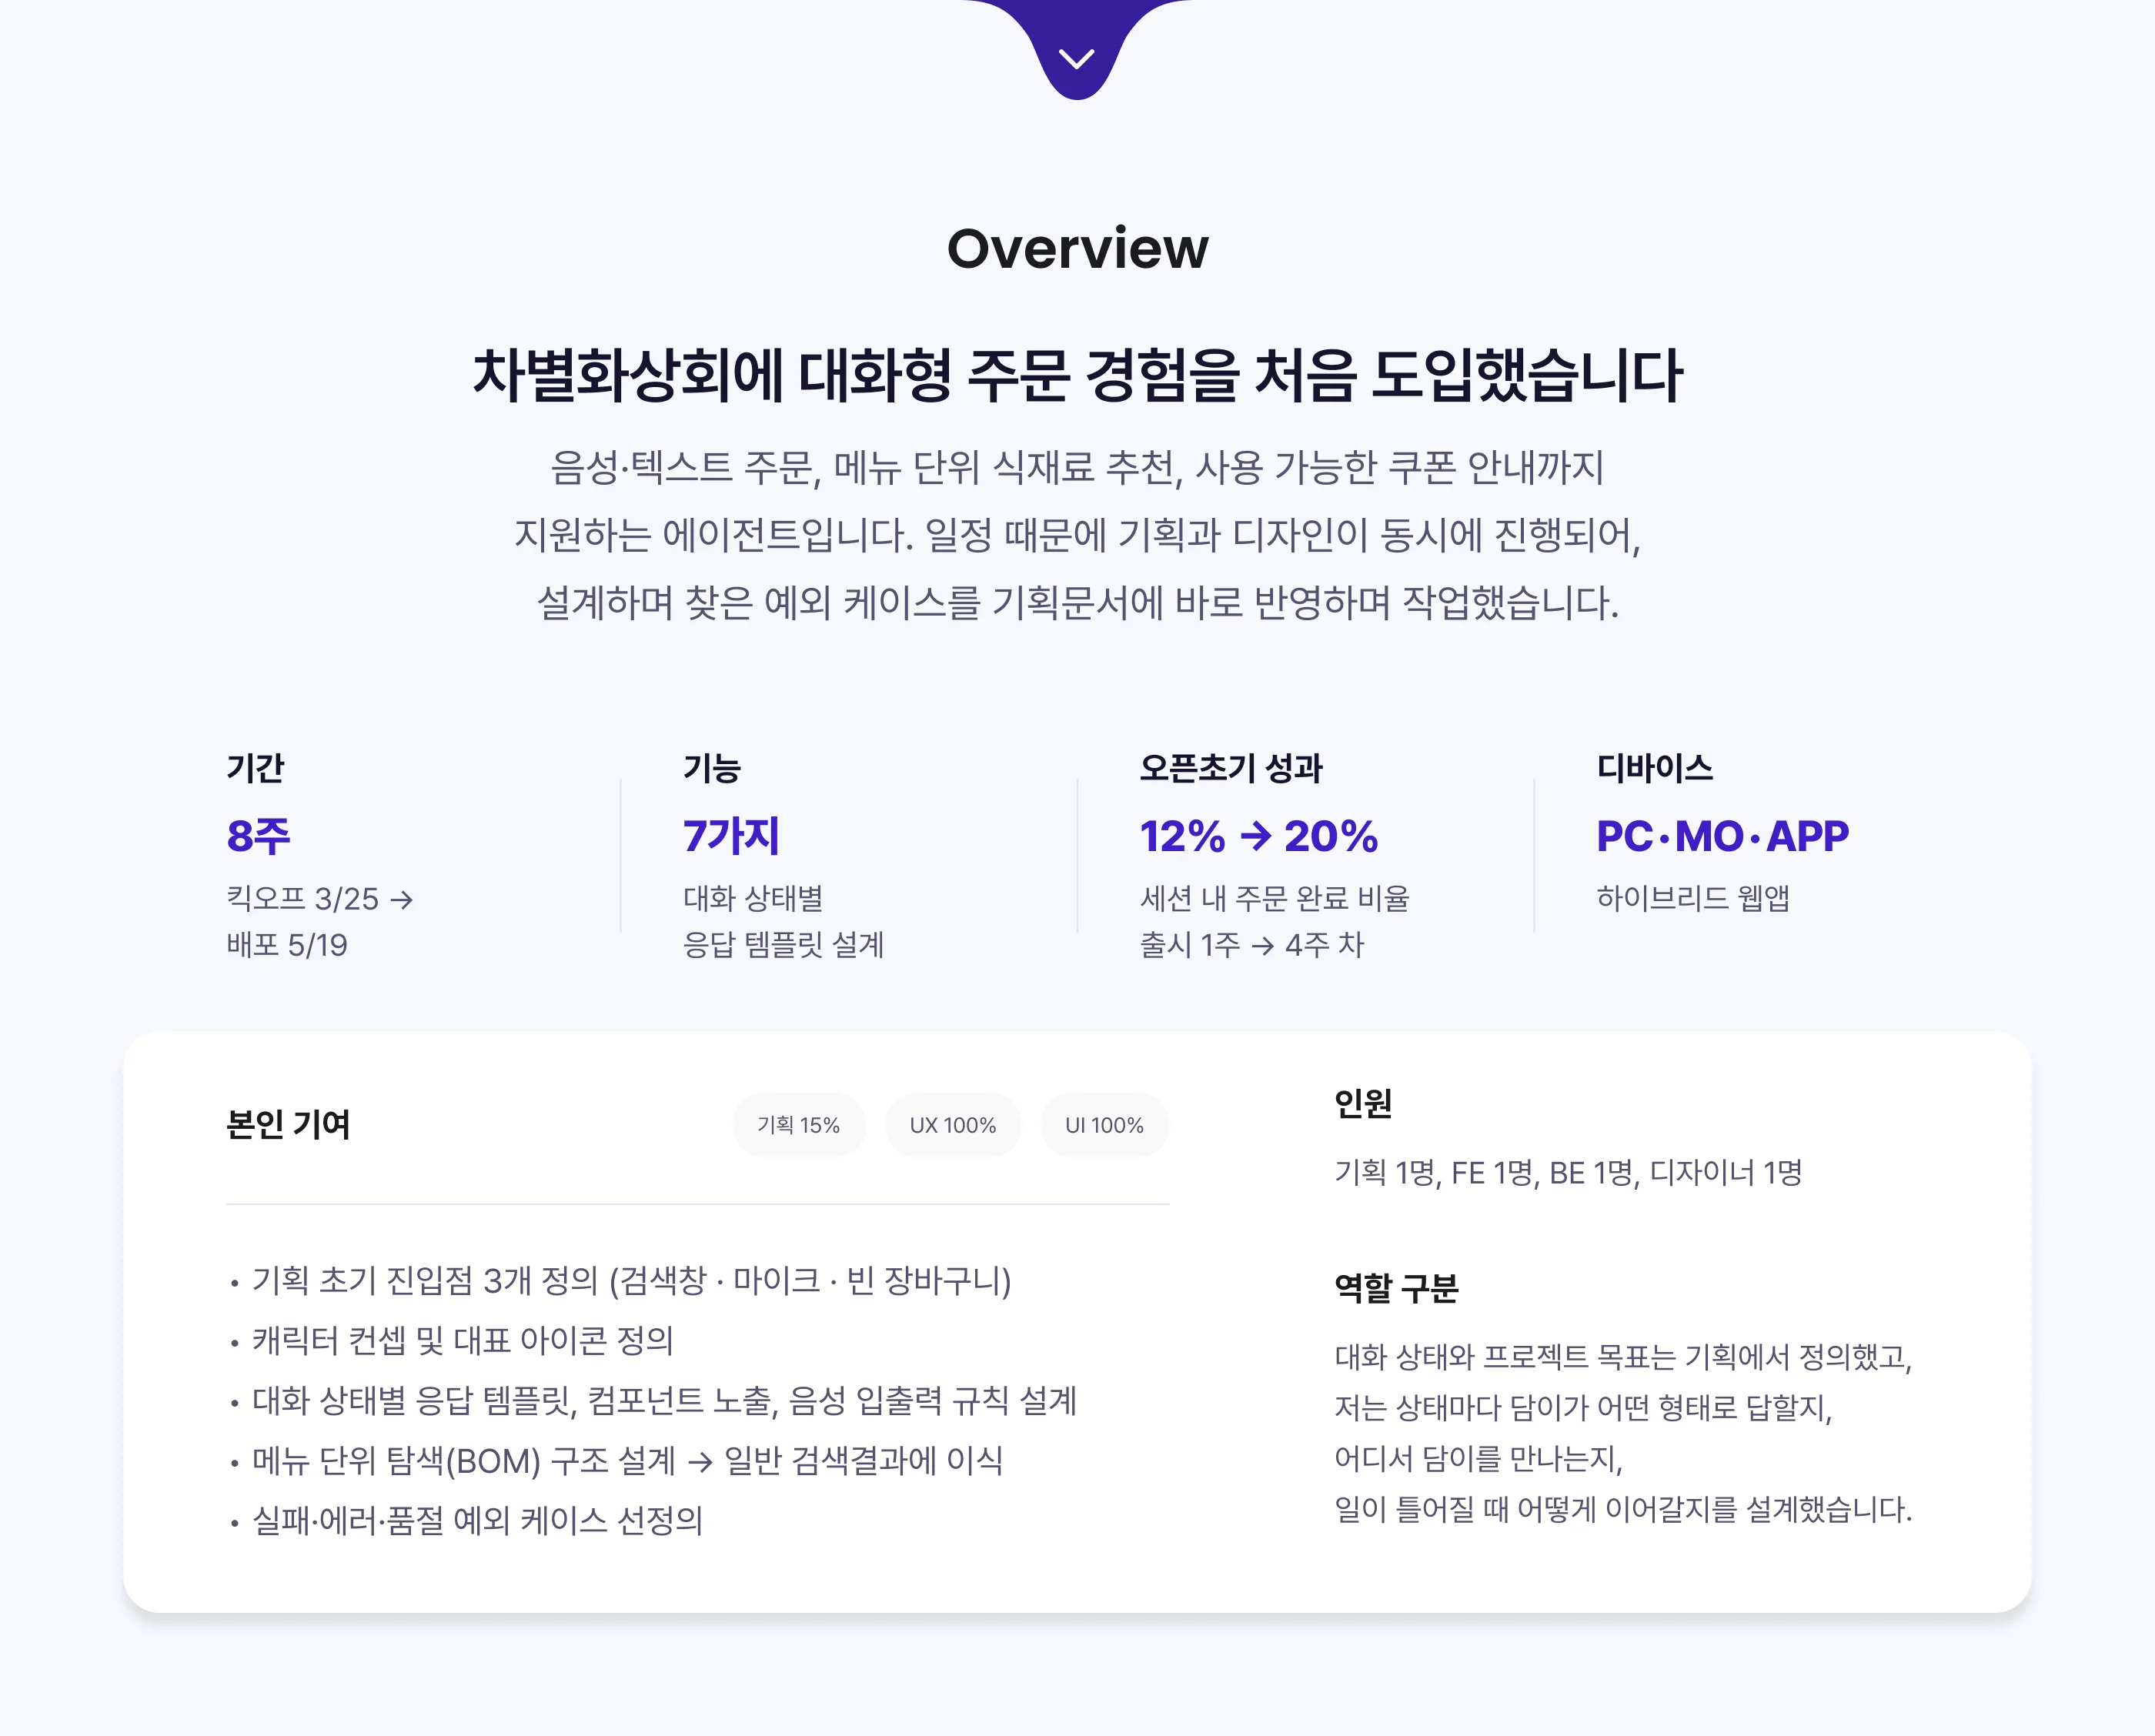 Overview
차별화상회에 대화형 주문 경험을 처음 도입했습니다
음성·텍스트 주문, 메뉴 단위 식재료 추천, 사용 가능한 쿠폰 안내까지
지원하는 에이전트입니다. 일정 때문에 기획과 디자인이 동시에 진행되어,
설계하며 찾은 예외 케이스를 기획문서에 바로 반영하며 작업했습니다.
기간
8주
킥오프 3/25 →
배포 5/19
기능
7가지
대화 상태별
응답 템플릿 설계
오픈초기 성과
12% → 20%
세션 내 주문 완료 비율
출시 1주 → 4주 차
디바이스
PC·MO·APP
하이브리드 웹앱
본인 기여
기획 15%
UX 100%
UI 100%
• 기획 초기 진입점 3개 정의 (검색창 · 마이크 · 빈 장바구니)
• 캐릭터 컨셉 및 대표 아이콘 정의
• 대화 상태별 응답 템플릿, 컴포넌트 노출, 음성 입출력 규칙 설계
• 메뉴 단위 탐색(BOM) 구조 설계 → 일반 검색결과에 이식
• 실패·에러·품절 예외 케이스 선정의
인원
기획 1명, FE 1명, BE 1명, 디자이너 1명
역할 구분
대화 상태와 프로젝트 목표는 기획에서 정의했고,
저는 상태마다 담이가 어떤 형태로 답할지,
어디서 담이를 만나는지,
일이 틀어질 때 어떻게 이어갈지를 설계했습니다.